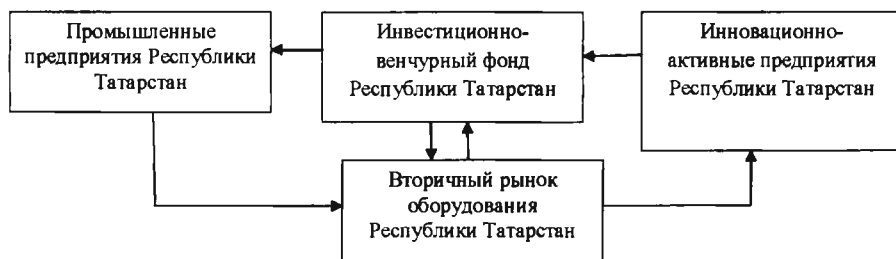 Промышленные
предприятия Республики
Татарстан
Инвестиционно-
венчурный фонд
Республики Татарстан
Инновационно-
активные предприятия
Республики Татарстан
Вторичный рынок
оборудования
Республики Татарстан